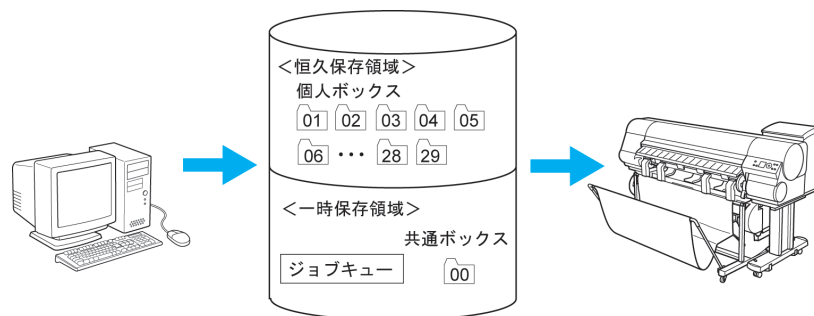 ＜恒久保存領域＞
個人ボックス
01 02 03 04 05
06 ・・・ 28 29
＜一時保存領域＞
共通ボックス
ジョブキュー 00